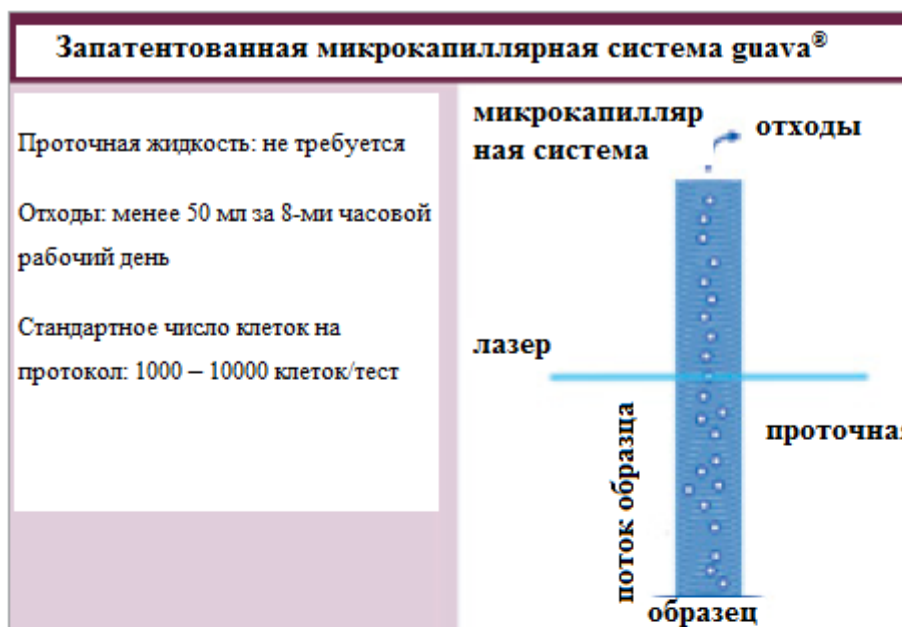 Запатентованная микрокапиллярная система guava®
Проточная жидкость: не требуется
Отходы: менее 50 мл за 8-ми часовой
рабочий день
Стандартное число клеток на
протокол: 1000 – 10000 клеток/тест
микрокапилляр
ная система
отходы
лазер
проточная
поток образца
образец